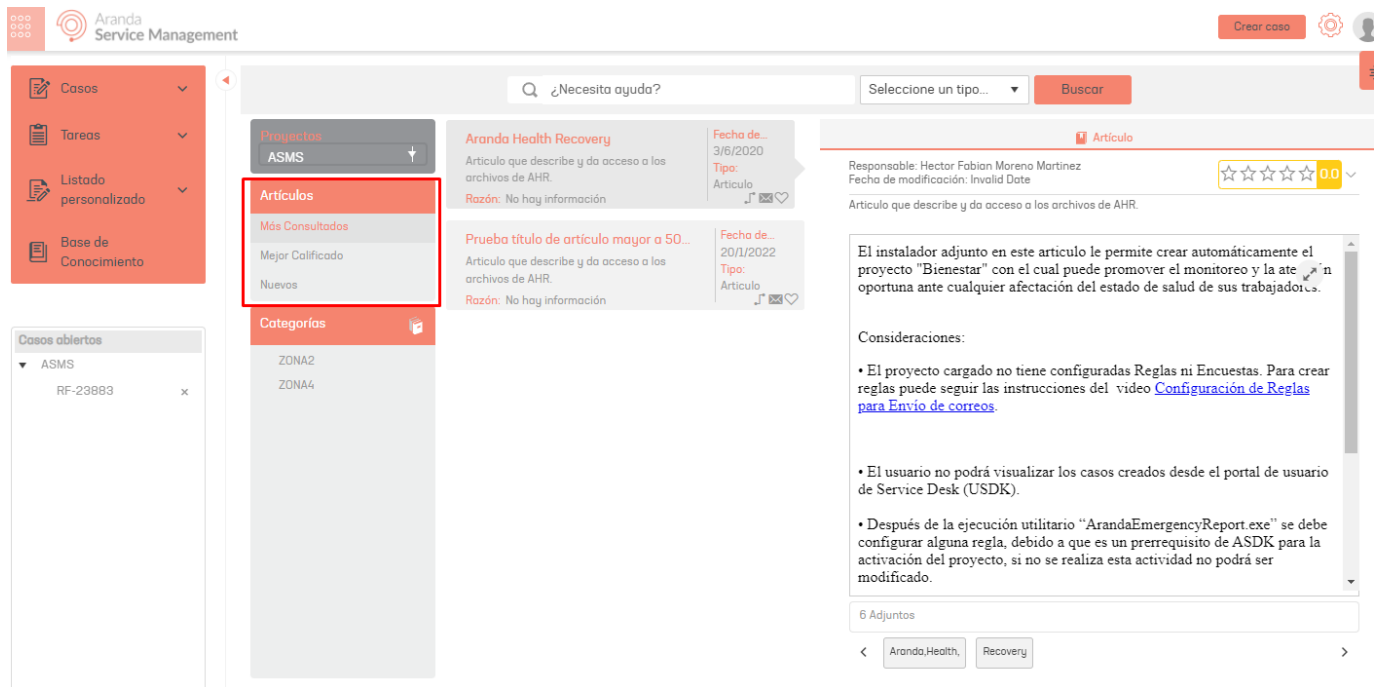 Aranda
Service Management
Crear caso
Casos
Tareas
Listado
personalizado
Base de
Conocimiento
Casos abiertos
ASMS
RF-23883
×
¿Necesita ayuda?
Seleccione un tipo...
Buscar
Proyectos
ASMS
Artículos
Más Consultados
Mejor Calificado
Nuevos
Categorías
ZONA2
ZONA4
Aranda Health Recovery
Articulo que describe y da acceso a los
archivos de AHR.
Razón: No hay información
Fecha de...
3/6/2020
Tipo:
Articulo
Prueba título de artículo mayor a 50...
Articulo que describe y da acceso a los
archivos de AHR.
Razón: No hay información
Fecha de...
20/1/2022
Tipo:
Articulo
Artículo
Responsable: Hector Fabian Moreno Martinez
Fecha de modificación: Invalid Date
0.0
Articulo que describe y da acceso a los archivos de AHR.
El instalador adjunto en este articulo le permite crear automáticamente el
proyecto "Bienestar" con el cual puede promover el monitoreo y la
oportuna ante cualquier afectación del estado de salud de sus trabajadores.
Consideraciones:
• El proyecto cargado no tiene configuradas Reglas ni Encuestas. Para crear
reglas puede seguir las instrucciones del video Configuración de Reglas
para Envío de correos.
• El usuario no podrá visualizar los casos creados desde el portal de usuario
de Service Desk (USDK).
• Después de la ejecución utilitario “ArandaEmergencyReport.exe” se debe
configurar alguna regla, debido a que es un prerrequisito de ASDK para la
activación del proyecto, si no se realiza esta actividad no podrá ser
modificado.
6 Adjuntos
Aranda,Health,
Recovery